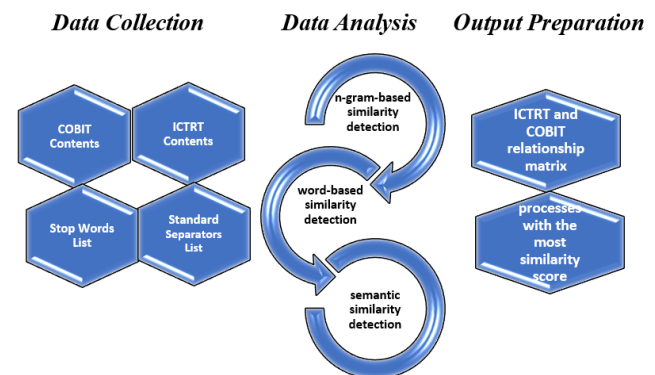 Data Collection
Data Analysis
Output Preparation
COBIT
Contents
ICTRT
Contents
Stop Words
List
Standard
Separators
List
n-gram-based
similarity
detection
word-based
similarity
detection
semantic
similarity
detection
ICTRT and
COBIT
relationship
matrix
processes
with the
most
similarity
score